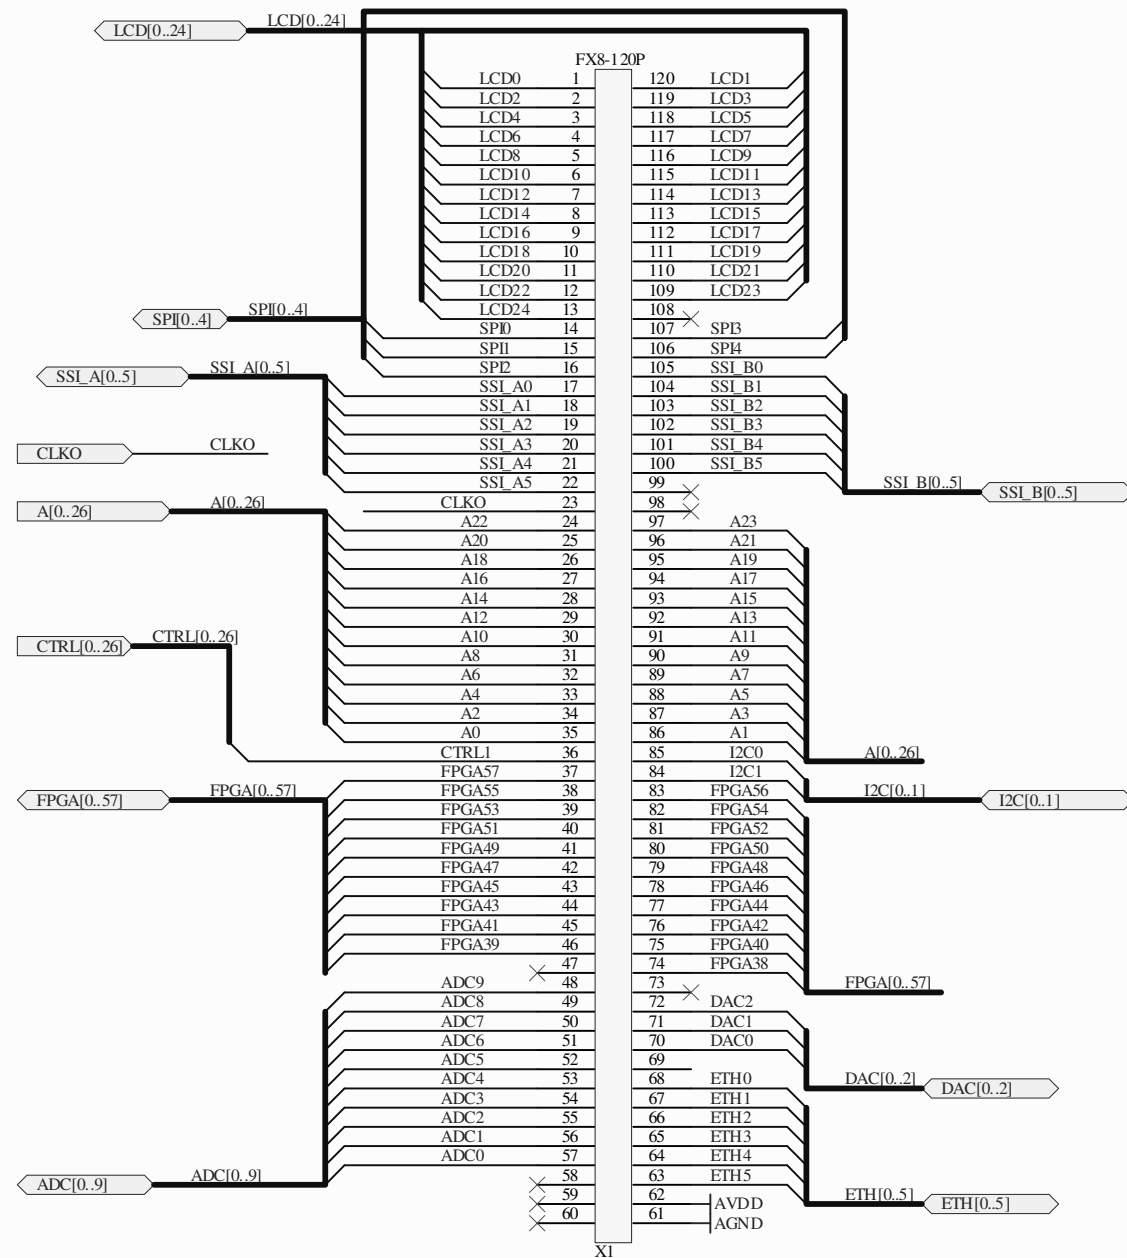 LCD[0..24] LCD[0..24]
FX8-120P
LCD0 1 120 LCD1
LCD2 2 119 LCD3
LCD4 3 118 LCD5
LCD6 4 117 LCD7
LCD8 5 116 LCD9
LCD10 6 115 LCD11
LCD12 7 114 LCD13
LCD14 8 113 LCD15
LCD16 9 112 LCD17
LCD18 10 111 LCD19
LCD20 11 110 LCD21
LCD22 12 109 LCD23
SPI[0..4] SPI[0..4] LCD24 13 108
SPI0 14 107 SPI3
SPI1 15 106 SPI4
SPI2 16 105 SSI_B0
SSI_A[0..5] SSI_A[0..5] SSI_A0 17 104 SSI_B1
SSI_A1 18 103 SSI_B2
SSI_A2 19 102 SSI_B3
SSI_A3 20 101 SSI_B4
CLKO CLKO SSI_A4 21 100 SSI_B5
SSI_A5 22 99 SSI_B[0..5] SSI_B[0..5]
CLKO 23 98
A[0..26] A[0..26] A22 24 97 A23
A20 25 96 A21
A18 26 95 A19
A16 27 94 A17
A14 28 93 A15
A12 29 92 A13
CTRL[0..26] CTRL[0..26] A10 30 91 A11
A8 31 90 A9
A6 32 89 A7
A4 33 88 A5
A2 34 87 A3
A0 35 86 A1
CTRL1 36 85 I2C0 A[0..26]
FPGA57 37 84 I2C1
FPGA[0..57] FPGA[0..57] FPGA55 38 83 FPGA56 I2C[0..1] I2C[0..1]
FPGA53 39 82 FPGA54
FPGA51 40 81 FPGA52
FPGA49 41 80 FPGA50
FPGA47 42 79 FPGA48
FPGA45 43 78 FPGA46
FPGA43 44 77 FPGA44
FPGA41 45 76 FPGA42
FPGA39 46 75 FPGA40
47 74 FPGA38
ADC9 48 73 FPGA[0..57]
ADC8 49 72 DAC2
ADC7 50 71 DAC1
ADC6 51 70 DAC0
ADC5 52 69
ADC4 53 68 ETH0 DAC[0..2] DAC[0..2]
ADC3 54 67 ETH1
ADC2 55 66 ETH2
ADC1 56 65 ETH3
ADC0 57 64 ETH4
ADC[0..9] ADC[0..9] 58 63 ETH5
59 62 AVDD ETH[0..5] ETH[0..5]
60 61 AGND
X1